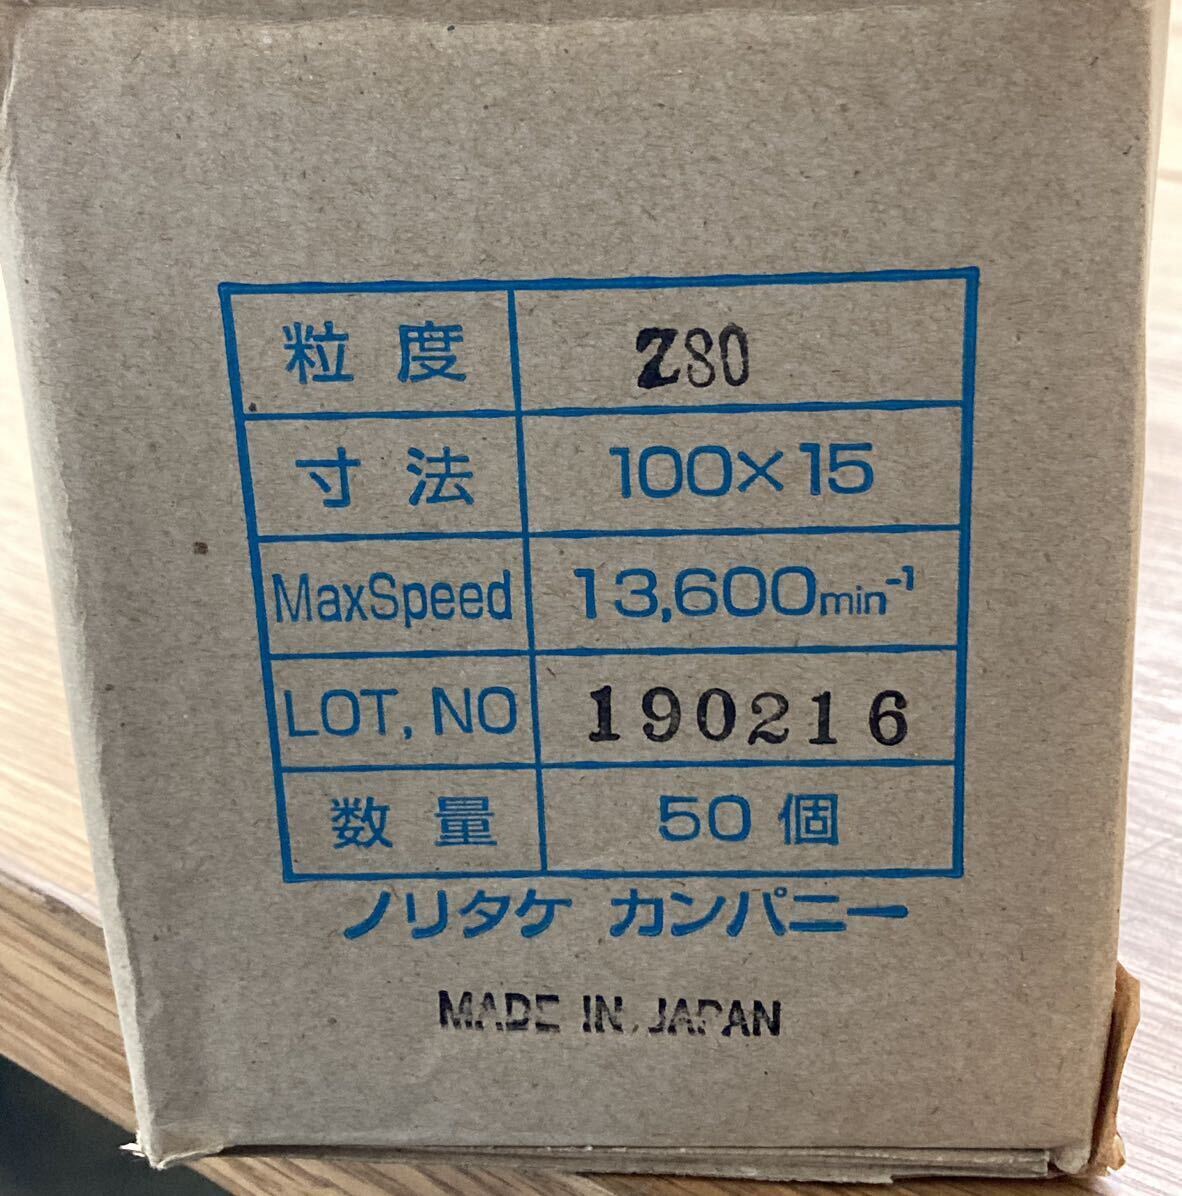 粒度 Z80
寸法 100×15
MaxSpeed 13,600min⁻¹
LOT, NO 190216
数量 50個
ノリタケ カンパニー
MADE IN JAPAN